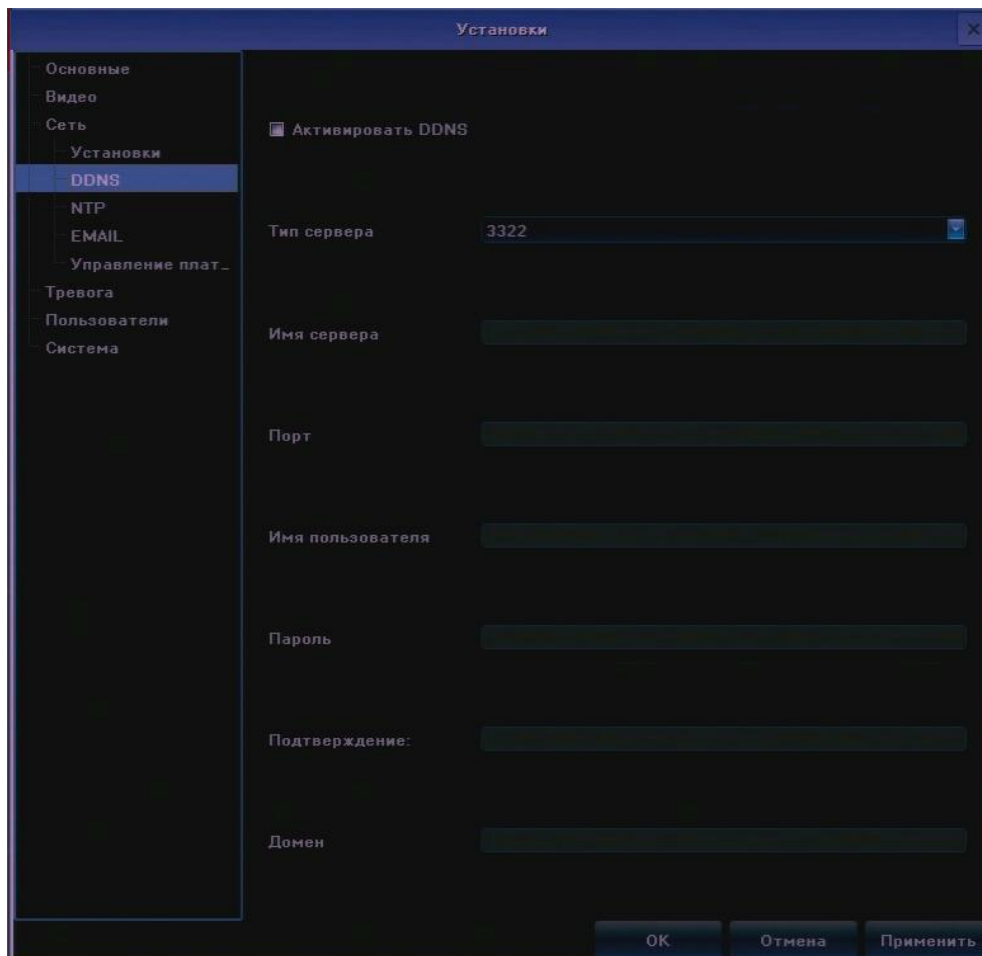 Установки
Основные
Видео
Сеть
Установки
DDNS
NTP
EMAIL
Управление плат_
Тревога
Пользователи
Система
Активировать DDNS
Тип сервера
3322
Имя сервера
Порт
Имя пользователя
Пароль
Подтверждение:
Домен
OK
Отмена
Применить